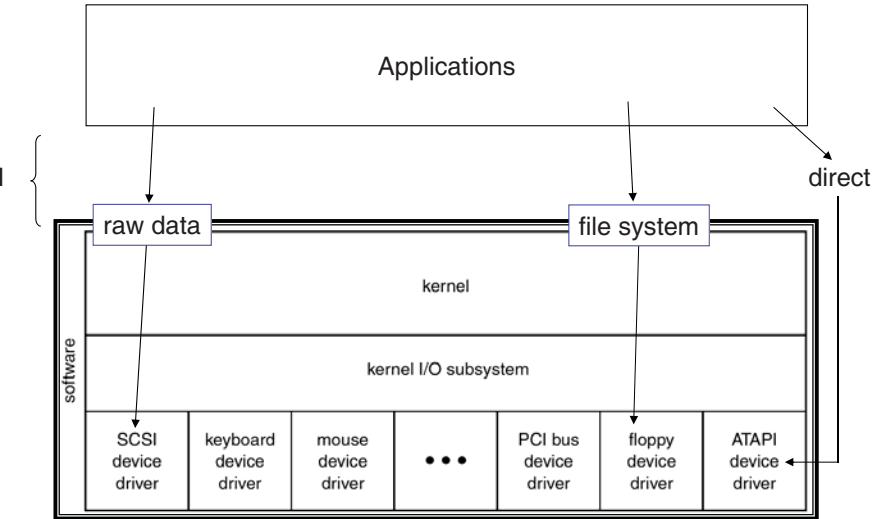 Applications
direct
raw data
file system
kernel
software
kernel I/O subsystem
SCSI
device
driver
keyboard
device
driver
mouse
device
driver
•••
PCI bus
device
driver
floppy
device
driver
ATAPI
device
driver